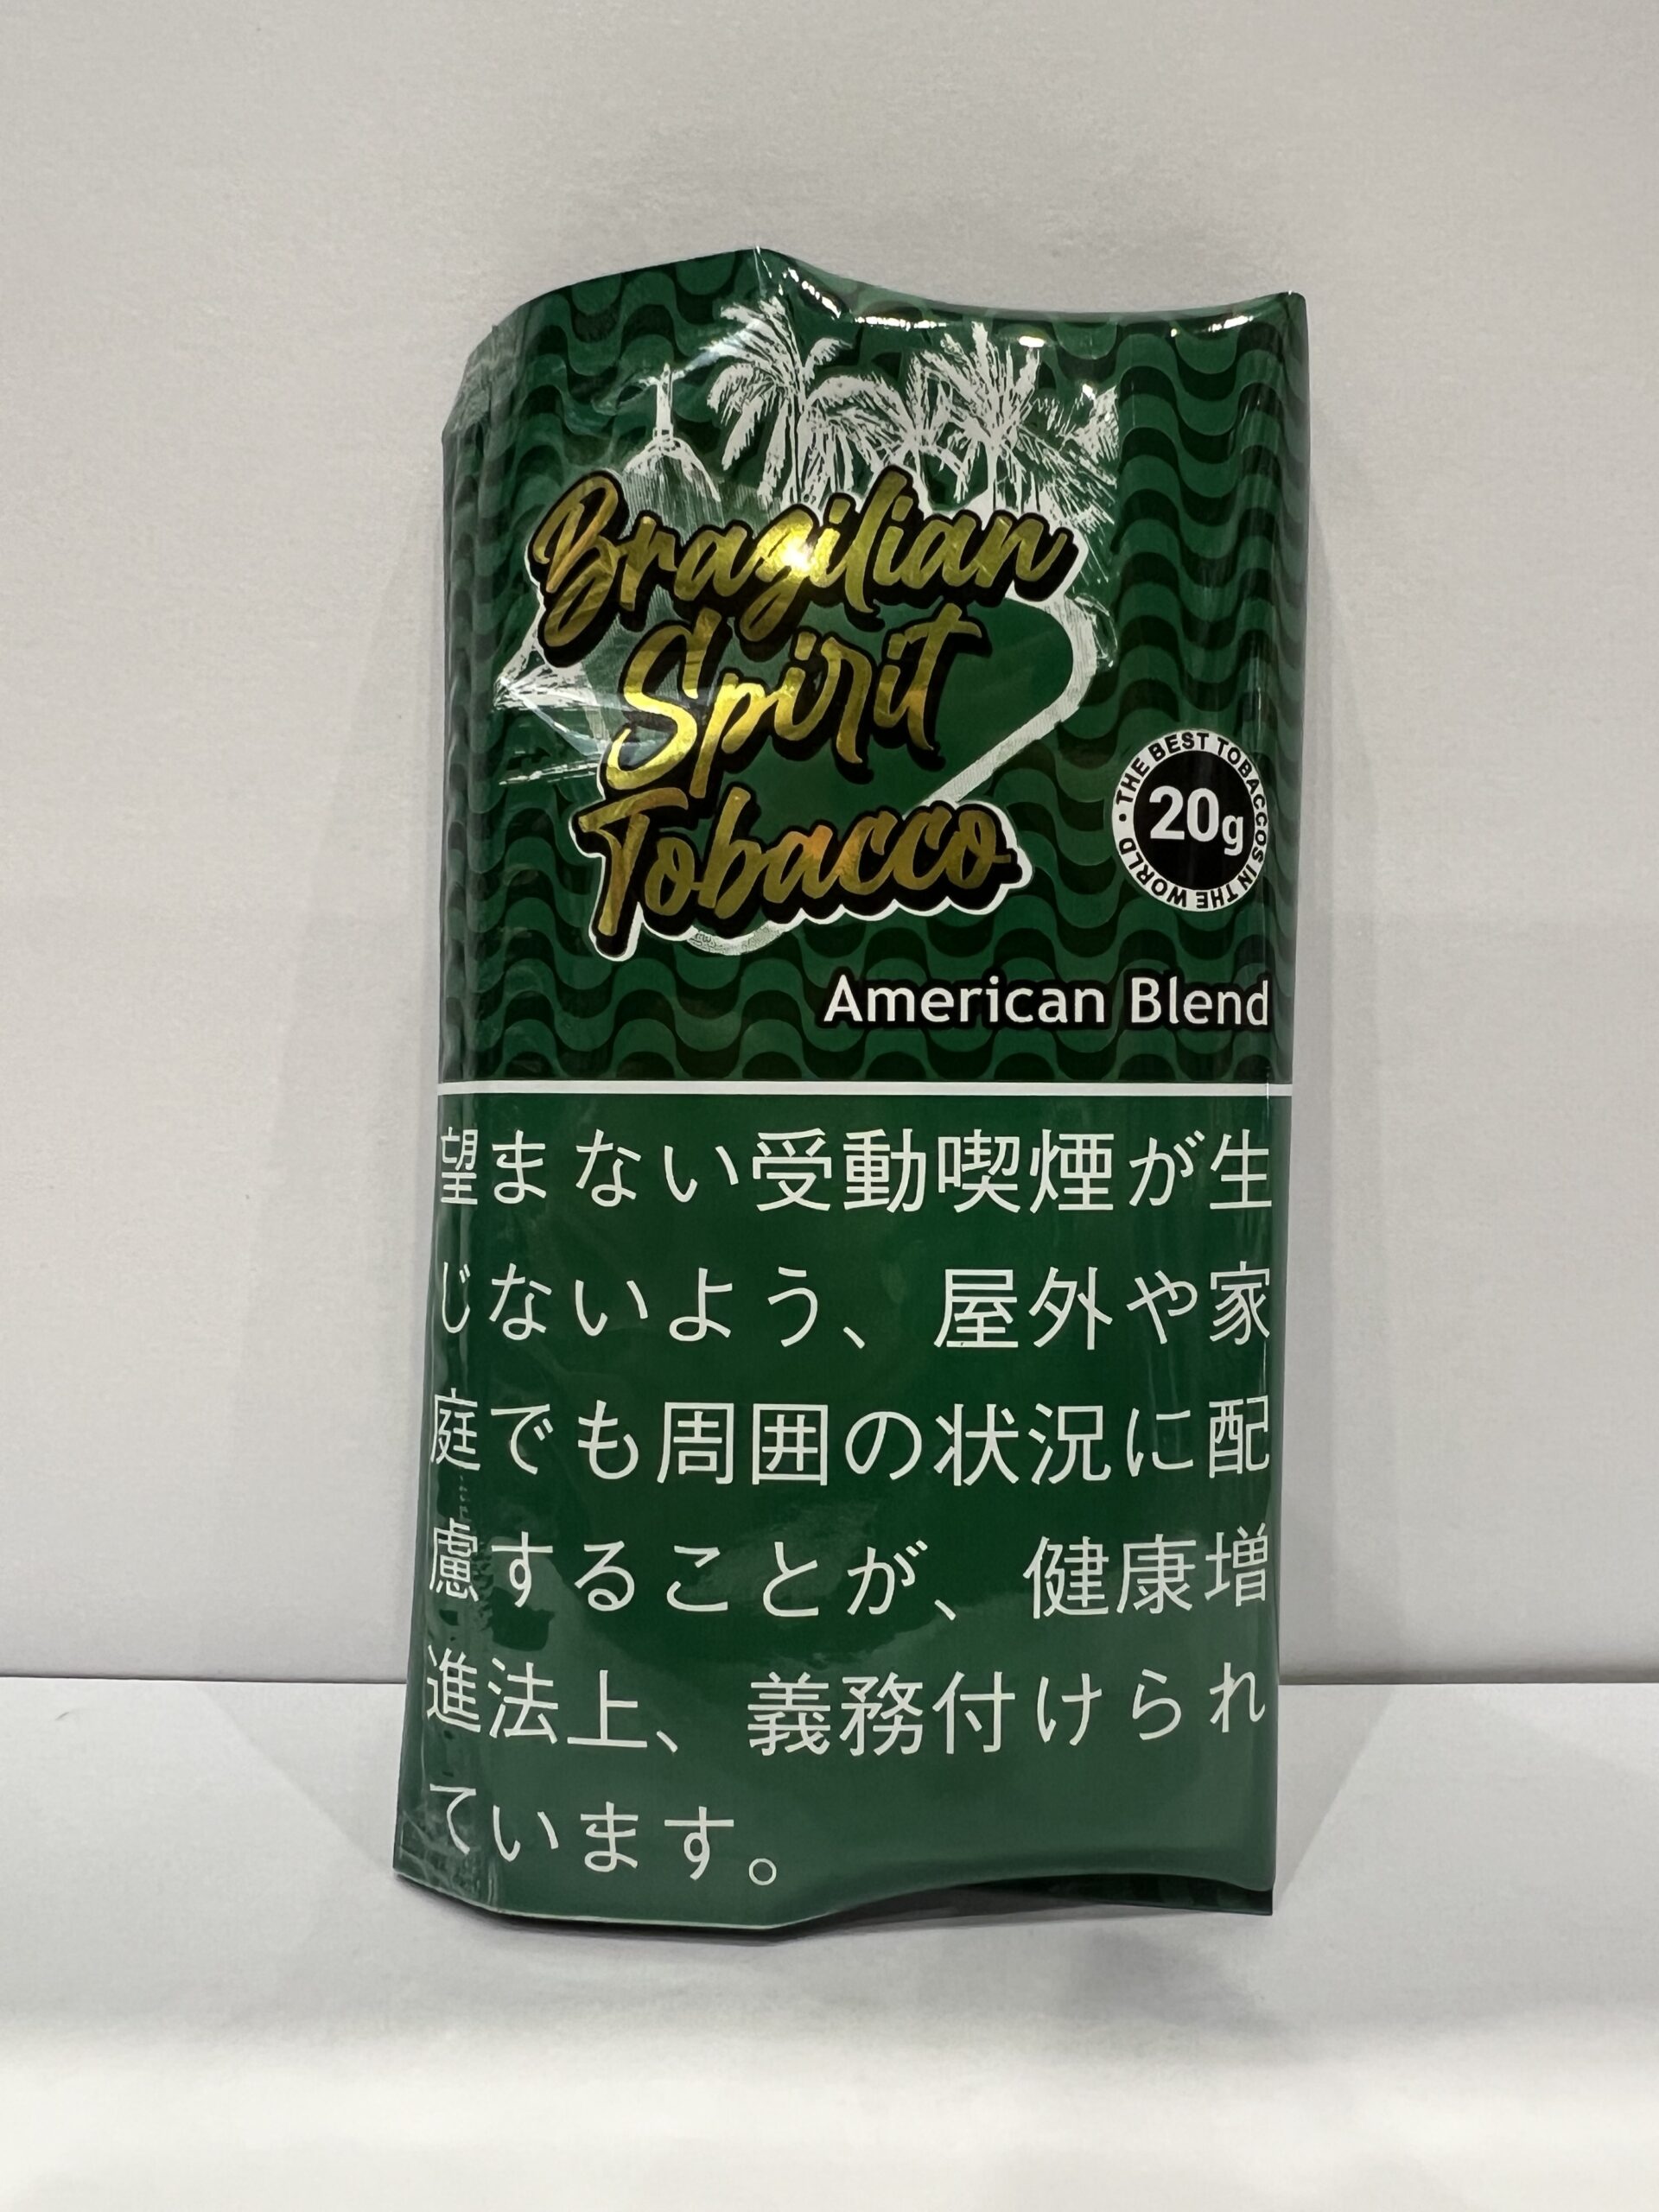 Brazilian
Spirit
Tobacco
THE BEST TOBACCOS IN THE WORLD •
20g
American Blend
望まない受動喫煙が生
じないよう、屋外や家
庭でも周囲の状況に配
慮することが、健康増
進法上、義務付けられ
ています。